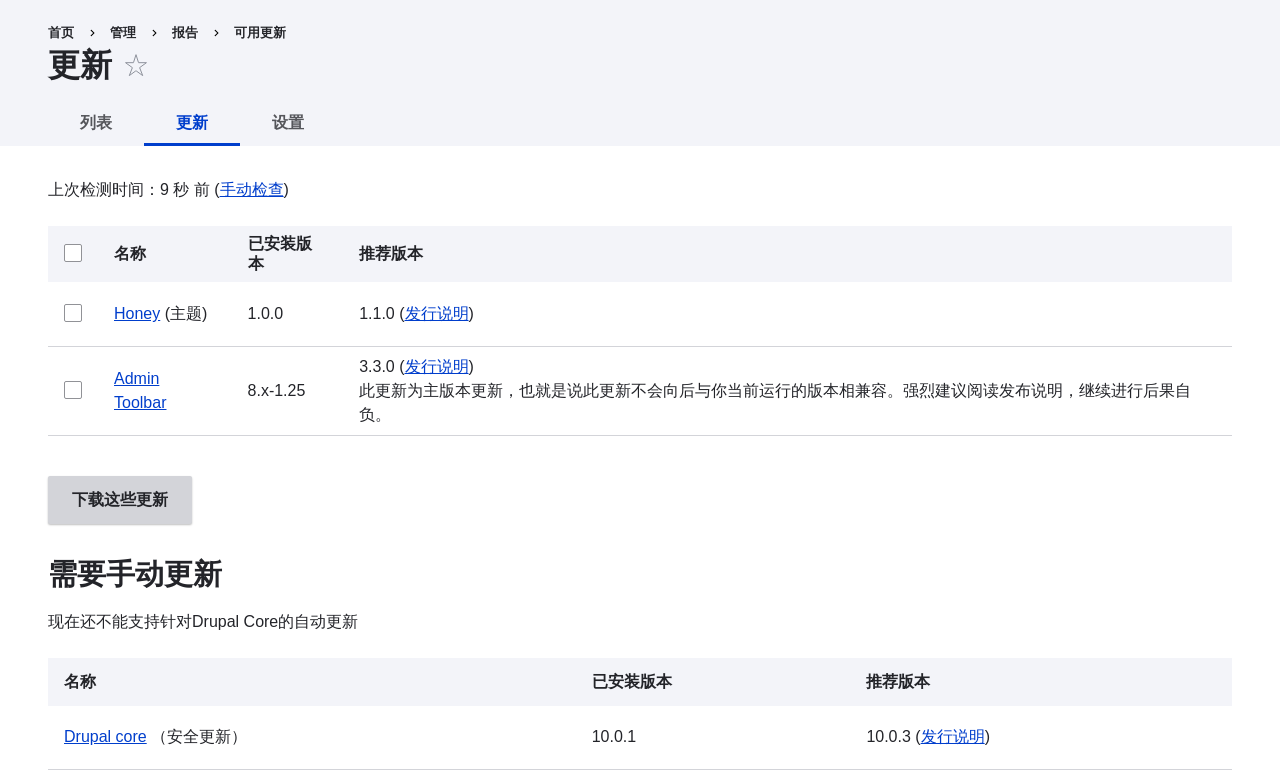 首页 › 管理 › 报告 › 可用更新
更新 ☆
列表 更新 设置
上次检测时间：9 秒 前 (手动检查)
名称 已安装版本 推荐版本
Honey (主题) 1.0.0 1.1.0 (发行说明)
Admin Toolbar 8.x-1.25 3.3.0 (发行说明)
此更新为主版本更新，也就是说此更新不会向后与你当前运行的版本相兼容。强烈建议阅读发布说明，继续进行后果自
负。
下载这些更新
需要手动更新
现在还不能支持针对Drupal Core的自动更新
名称 已安装版本 推荐版本
Drupal core （安全更新） 10.0.1 10.0.3 (发行说明)